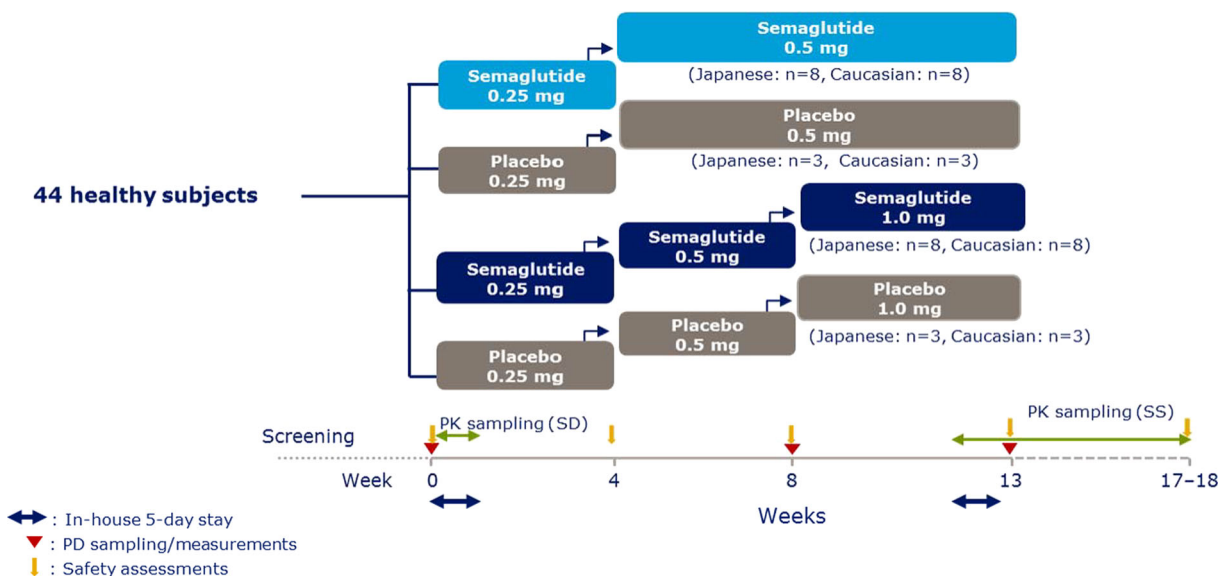 Semaglutide
0.5 mg
(Japanese: n=8, Caucasian: n=8)
Semaglutide
0.25 mg
Placebo
0.5 mg
(Japanese: n=3, Caucasian: n=3)
Placebo
0.25 mg
44 healthy subjects
Semaglutide
1.0 mg
(Japanese: n=8, Caucasian: n=8)
Semaglutide
0.5 mg
Semaglutide
0.25 mg
Placebo
1.0 mg
(Japanese: n=3, Caucasian: n=3)
Placebo
0.5 mg
Placebo
0.25 mg
PK sampling (SD)
PK sampling (SS)
Screening
Week 0 4 8 13 17–18
Weeks
: In-house 5-day stay
: PD sampling/measurements
: Safety assessments